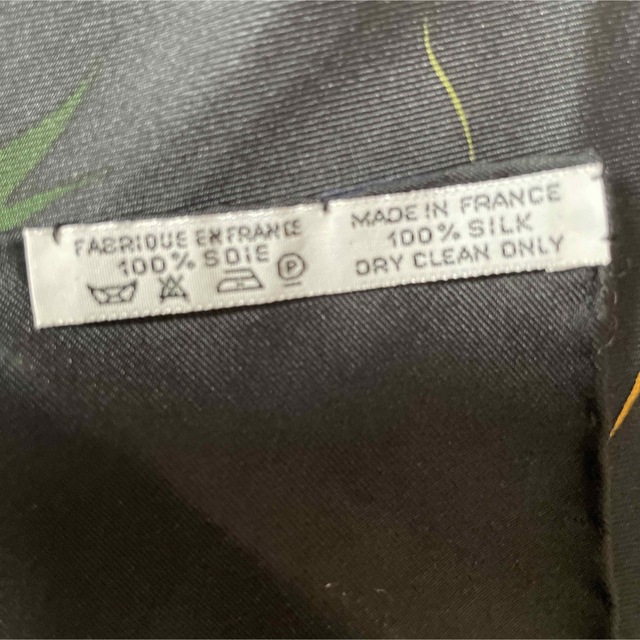 FABRIQUE EN FRANCE
100% SOIE
P
MADE IN FRANCE
100% SILK
DRY CLEAN ONLY